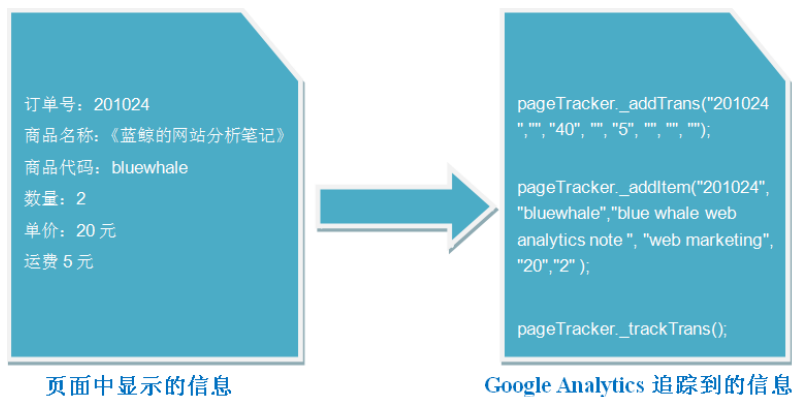 订单号：201024
商品名称:《蓝鲸的网站分析笔记》
商品代码：bluewhale
数量：2
单价：20 元
运费 5 元
页面中显示的信息
pageTracker._addTrans("201024
","", "40", "", "5", "", "", "");
pageTracker._addItem("201024",
"bluewhale","blue whale web
analytics note ", "web marketing",
"20","2" );
pageTracker._trackTrans();
Google Analytics 追踪到的信息